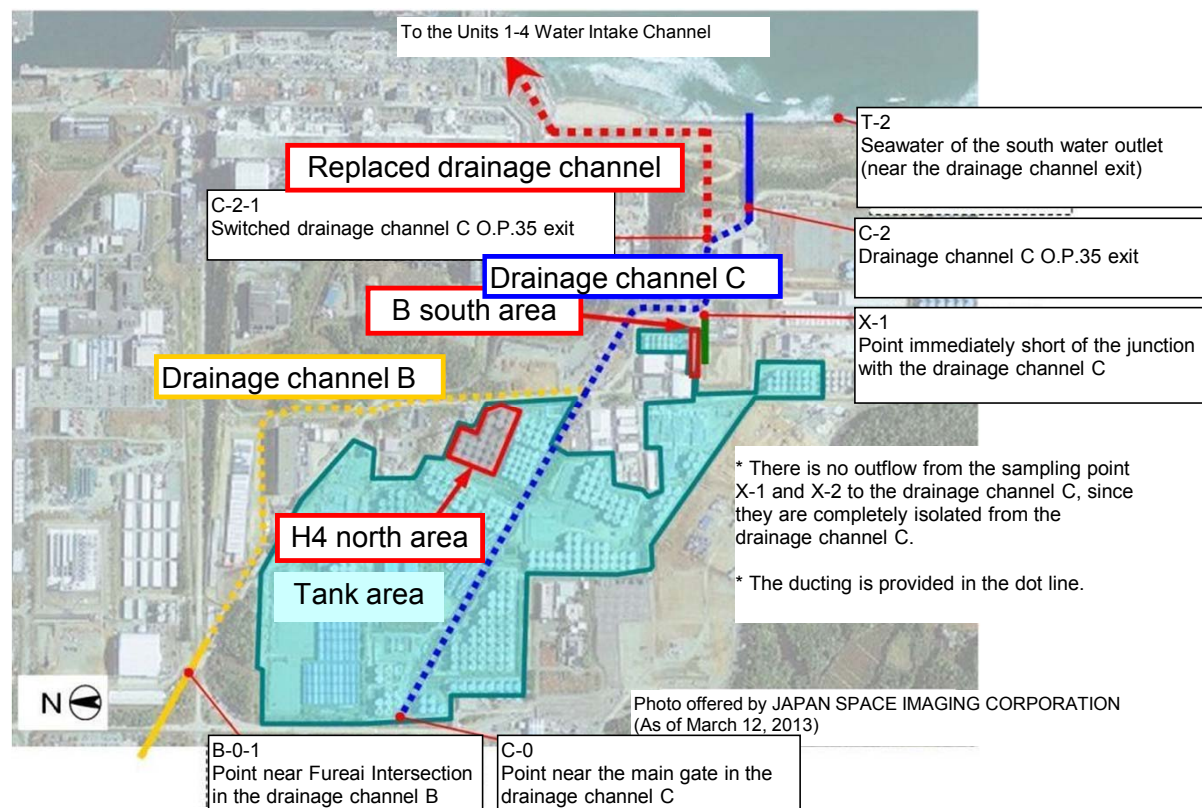 To the Units 1-4 Water Intake Channel
T-2
Seawater of the south water outlet
(near the drainage channel exit)
Replaced drainage channel
C-2-1
Switched drainage channel C O.P.35 exit
C-2
Drainage channel C O.P.35 exit
Drainage channel C
B south area
X-1
Point immediately short of the junction
with the drainage channel C
Drainage channel B
* There is no outflow from the sampling point
X-1 and X-2 to the drainage channel C, since
they are completely isolated from the
drainage channel C.
H4 north area
* The ducting is provided in the dot line.
Tank area
N
Photo offered by JAPAN SPACE IMAGING CORPORATION
(As of March 12, 2013)
B-0-1
Point near Fureai Intersection
in the drainage channel B
C-0
Point near the main gate in the
drainage channel C